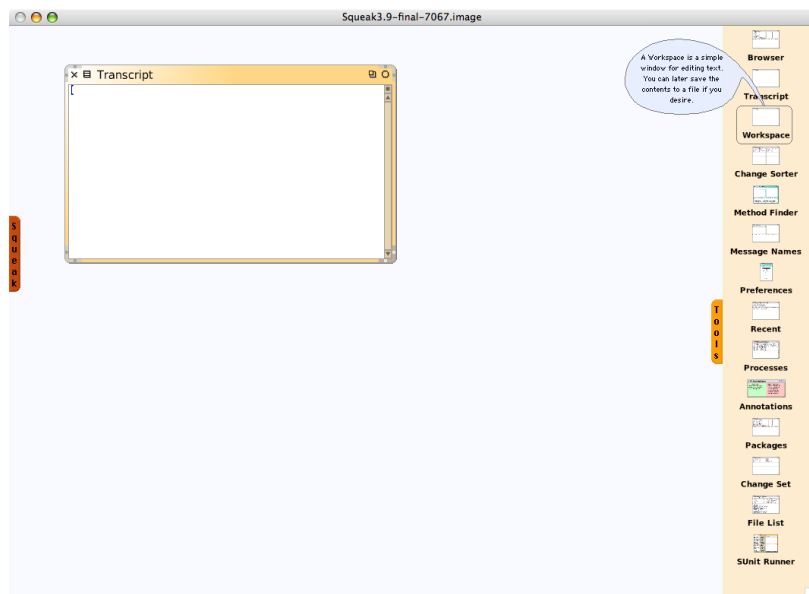 Squeak3.9-final-7067.image
Transcript
A Workspace is a simple
window for editing text.
You can later save the
contents to a file if you
desire.
Squeak
Tools
Browser
Transcript
Workspace
Change Sorter
Method Finder
Message Names
Preferences
Recent
Processes
Annotations
Packages
Change Set
File List
SUnit Runner